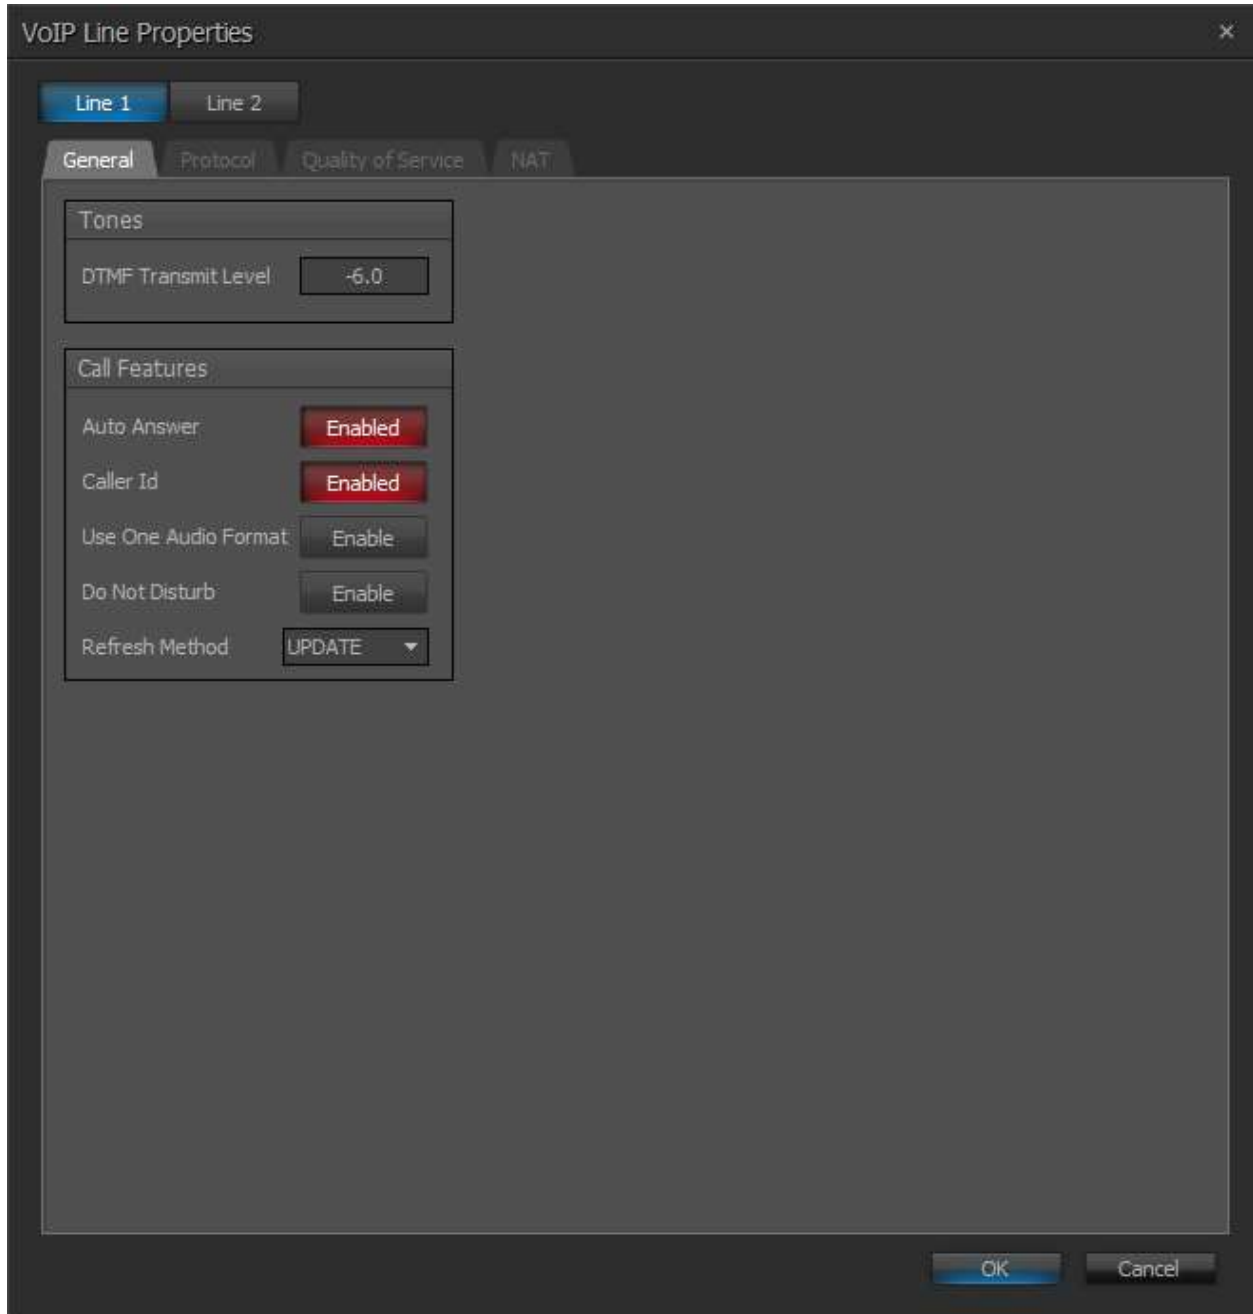 VoIP Line Properties
Line 1 Line 2
General Protocol Quality of Service NAT
Tones
DTMF Transmit Level -6.0
Call Features
Auto Answer Enabled
Caller Id Enabled
Use One Audio Format Enable
Do Not Disturb Enable
Refresh Method UPDATE
OK Cancel